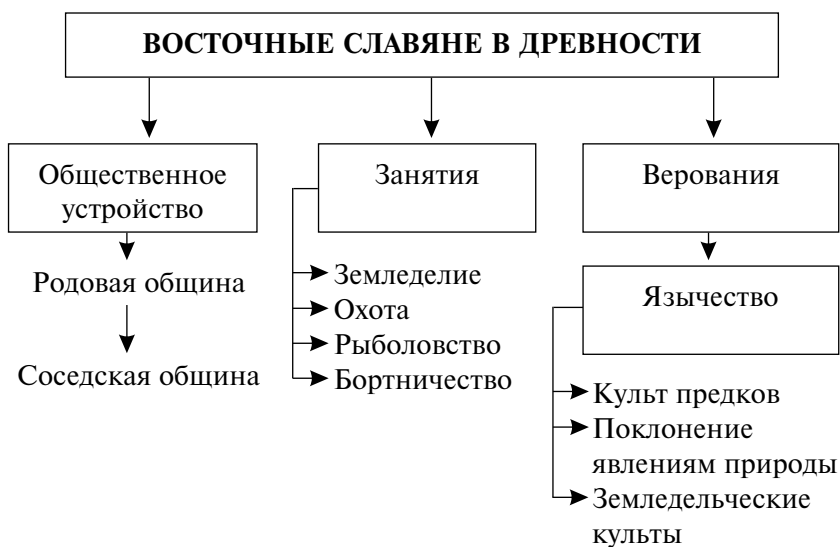 ВОСТОЧНЫЕ СЛАВЯНЕ В ДРЕВНОСТИ
Общественное
устройство
Родовая община
Соседская община
Занятия
Земледелие
Охота
Рыболовство
Бортничество
Верования
Язычество
Культ предков
Поклонение
явлениям природы
Земледельческие
культы